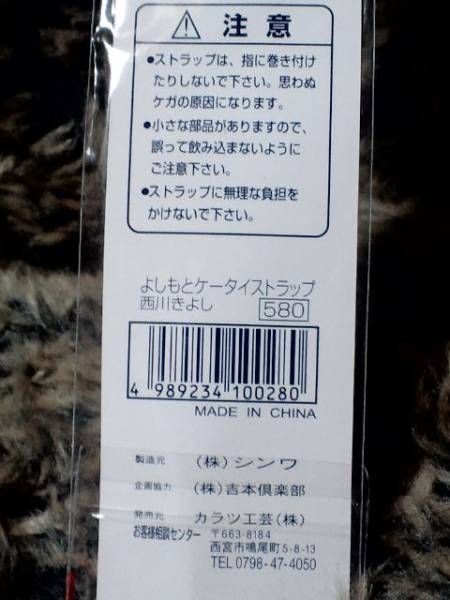 ⚠ 注意
●ストラップは、指に巻き付け
たりしないで下さい。思わぬ
ケガの原因になります。
●小さな部品がありますので、
誤って飲み込まないように
ご注意下さい。
●ストラップに無理な負担を
かけないで下さい。
よしもとケータイストラップ
西川きよし 580
4 989234 100280
MADE IN CHINA
製造元 (株)シンワ
企画協力 (株)吉本倶楽部
発売元 カラツ工芸(株)
お客様相談センター 〒663-8184
西宮市鳴尾町5-8-13
TEL 0798-47-4050